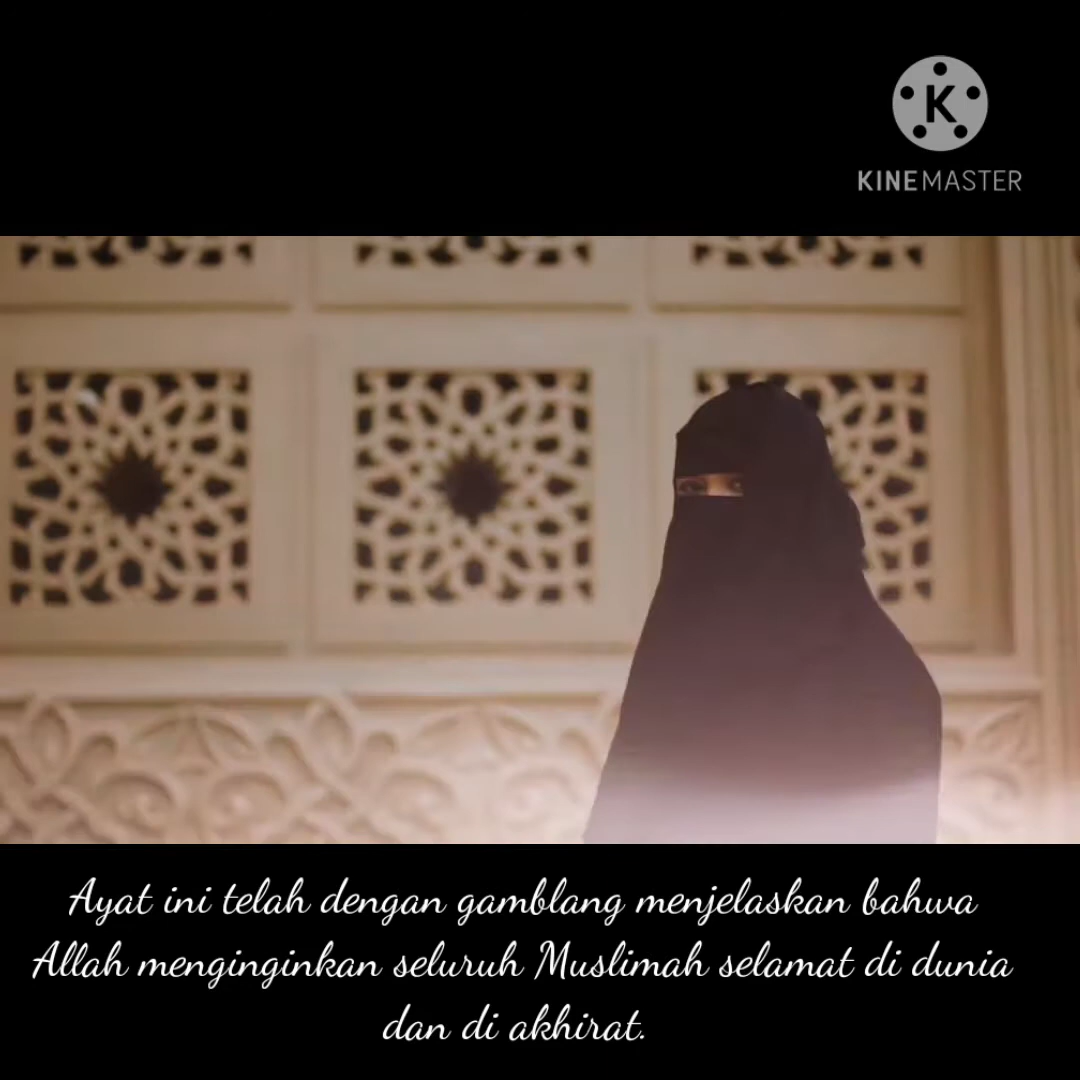 K
KINEMASTER
Ayat ini telah dengan gamblang menjelaskan bahwa
Allah menginginkan seluruh Muslimah selamat di dunia
dan di akhirat.